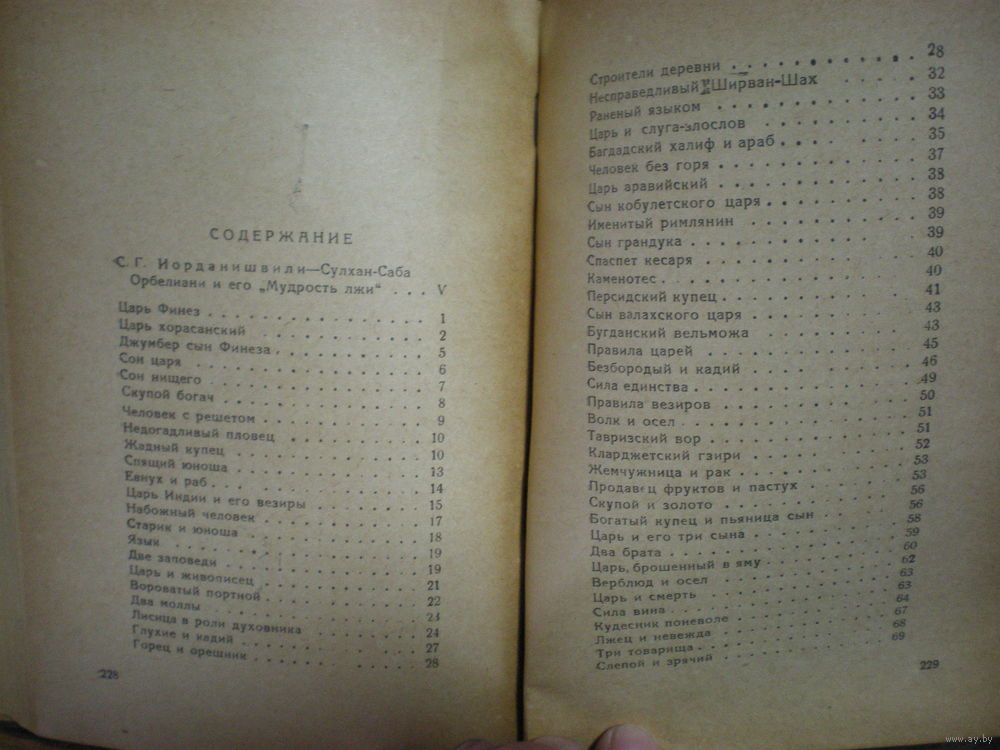 СОДЕРЖАНИЕ
С. Г. Иорданишвили—Сулхан-Саба
Орбелиани и его „Мудрость лжи“ . . . V
Царь Финез . . . . . . . . . . . . . 1
Царь хорасанский . . . . . . . . . . 2
Джумбер сын Финеза . . . . . . . . . 5
Сон царя . . . . . . . . . . . . . . 6
Сон нищего . . . . . . . . . . . . . 7
Скупой богач . . . . . . . . . . . . 8
Человек с решетом . . . . . . . . . . 9
Недогадливый пловец . . . . . . . . . 10
Жадный купец . . . . . . . . . . . . 10
Спящий юноша . . . . . . . . . . . . 13
Евнух и раб . . . . . . . . . . . . . 14
Царь Индии и его везиры . . . . . . . 15
Набожный человек . . . . . . . . . . 17
Старик и юноша . . . . . . . . . . . 18
Язык . . . . . . . . . . . . . . . . 19
Две заповеди . . . . . . . . . . . . 19
Царь и живописец . . . . . . . . . . 21
Вороватый портной . . . . . . . . . . 22
Два моллы . . . . . . . . . . . . . . 23
Лисица в роли духовника . . . . . . . 24
Глухие и кадий . . . . . . . . . . . 27
Горец и орешник . . . . . . . . . . . 28
228
Строители деревни . . . . . . . . . . 28
Несправедливый Ширван-Шах . . . . 32
Раненый языком . . . . . . . . . . . 33
Царь и слуга-злослов . . . . . . . . 34
Багдадский халиф и араб . . . . . . . 35
Человек без горя . . . . . . . . . . 37
Царь аравийский . . . . . . . . . . . 38
Сын кобулетского царя . . . . . . . . 38
Именитый римлянин . . . . . . . . . . 39
Сын грандука . . . . . . . . . . . . 39
Спаспет кесаря . . . . . . . . . . . 40
Каменотес . . . . . . . . . . . . . . 40
Персидский купец . . . . . . . . . . 41
Сын валахского царя . . . . . . . . . 43
Бугданский вельможа . . . . . . . . . 43
Правила царей . . . . . . . . . . . . 45
Безбородый и кадий . . . . . . . . . 46
Сила единства . . . . . . . . . . . . 49
Правила везиров . . . . . . . . . . . 50
Волк и осел . . . . . . . . . . . . . 51
Тавризский вор . . . . . . . . . . . 51
Кларджетский гзири . . . . . . . . . 52
Жемчужница и рак . . . . . . . . . . 53
Продавец фруктов и пастух . . . . . . 53
Скупой и золото . . . . . . . . . . . 56
Богатый купец и пьяница сын . . . . . 56
Царь и его три сына . . . . . . . . . 58
Два брата . . . . . . . . . . . . . . 59
Царь, брошенный в яму . . . . . . . . 60
Верблюд и осел . . . . . . . . . . . 62
Царь и смерть . . . . . . . . . . . . 63
Сила вина . . . . . . . . . . . . . . 63
Кудесник поневоле . . . . . . . . . . 64
Лжец и невежда . . . . . . . . . . . 67
Три товарища . . . . . . . . . . . . 68
Слепой и зрячий . . . . . . . . . . . 69
229
www.ay.by